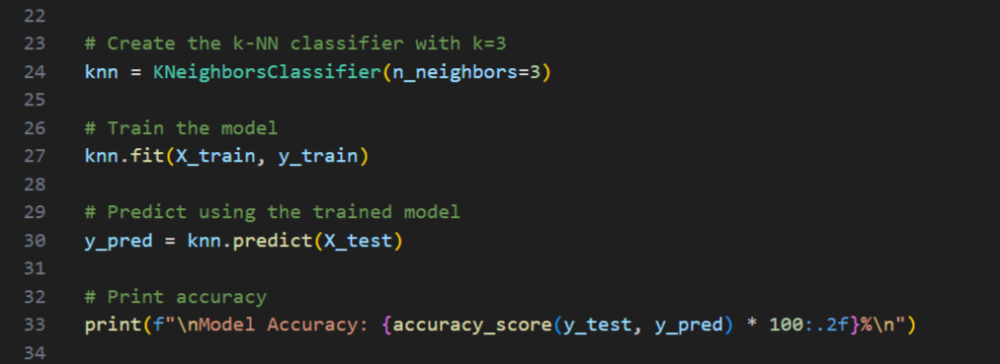 22
23 # Create the k-NN classifier with k=3
24 knn = KNeighborsClassifier(n_neighbors=3)
25
26 # Train the model
27 knn.fit(X_train, y_train)
28
29 # Predict using the trained model
30 y_pred = knn.predict(X_test)
31
32 # Print accuracy
33 print(f"\nModel Accuracy: {accuracy_score(y_test, y_pred) * 100:.2f}%\n")
34